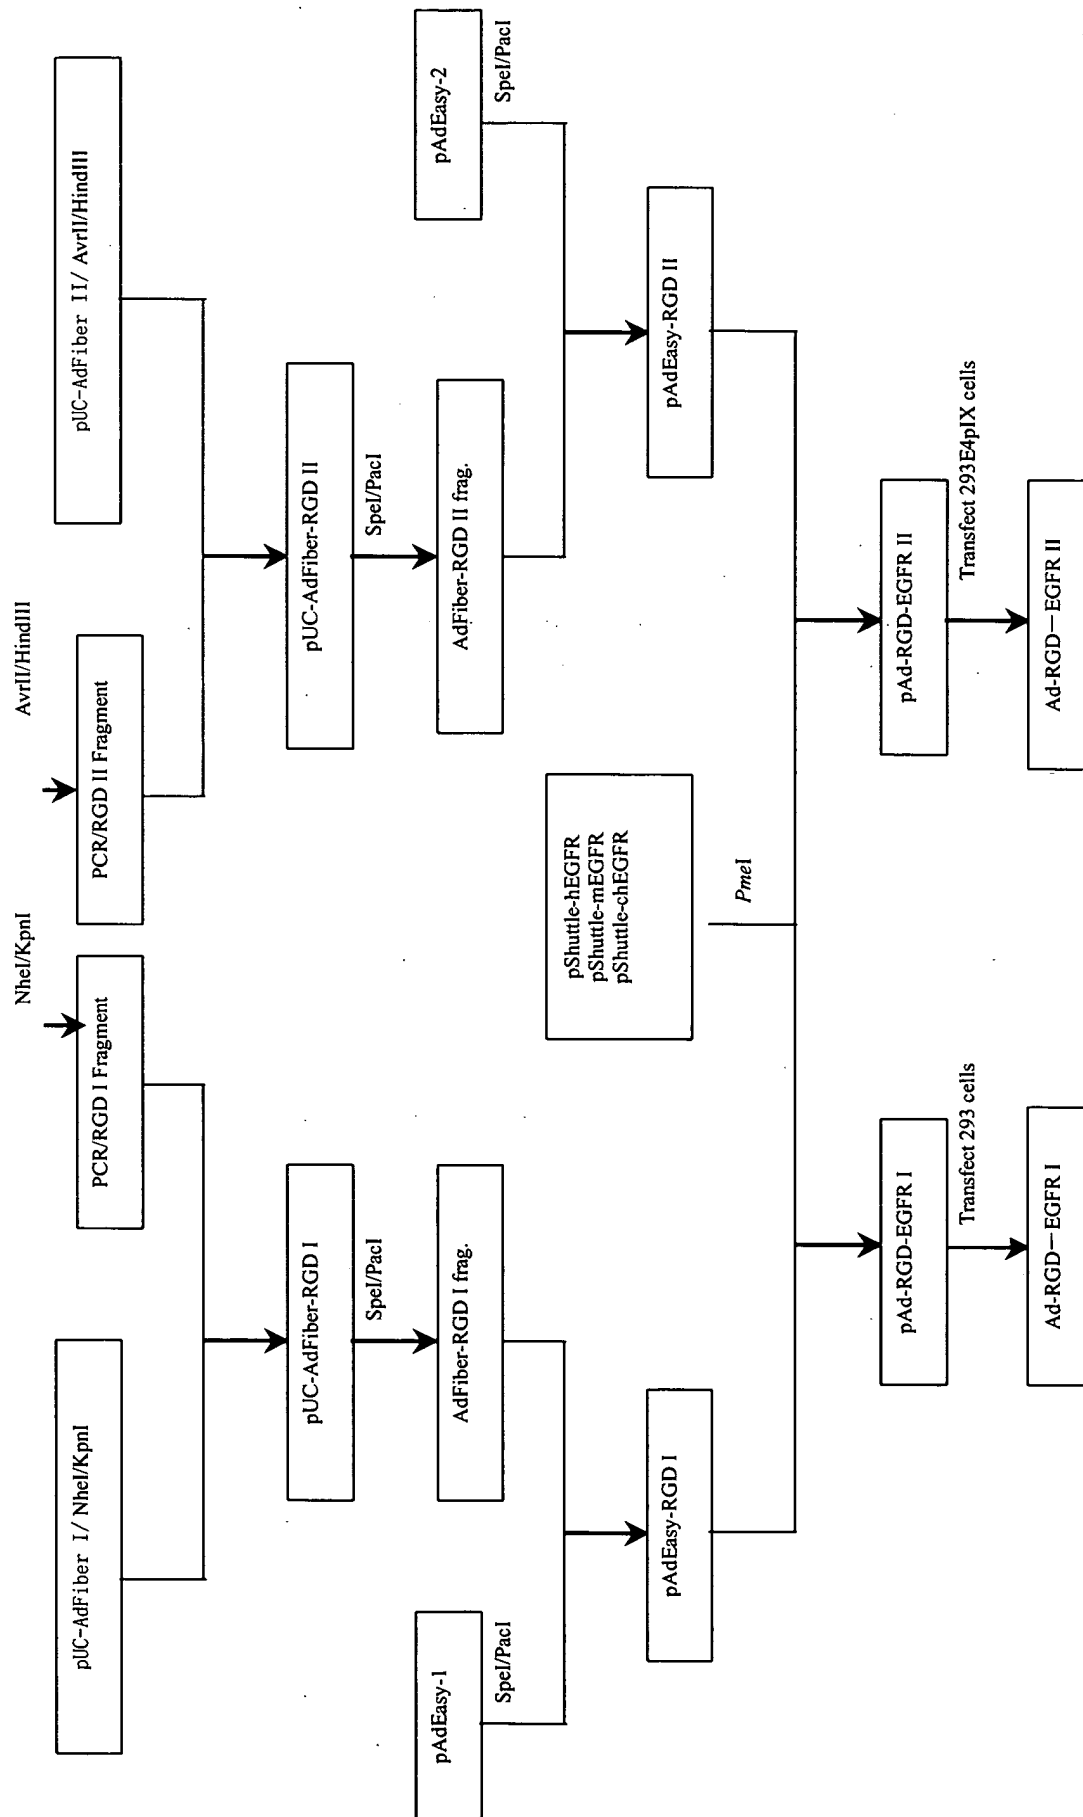 NheI/KpnI
AvrII/HindIII
pUC-AdFiber I/ NheI/KpnI
PCR/RGD I Fragment
PCR/RGD II Fragment
pUC-AdFiber II/ AvrII/HindIII
pUC-AdFiber-RGD I
pUC-AdFiber-RGD II
SpeI/PacI
SpeI/PacI
pAdEasy-1
AdFiber-RGD I frag.
AdFiber-RGD II frag.
pAdEasy-2
SpeI/PacI
SpeI/PacI
pShuttle-hEGFR
pShuttle-mEGFR
pShuttle-chEGFR
pAdEasy-RGD I
pAdEasy-RGD II
PmeI
pAd-RGD-EGFR I
pAd-RGD-EGFR II
Transfect 293 cells
Transfect 293E4pIX cells
Ad-RGD—EGFR I
Ad-RGD—EGFR II